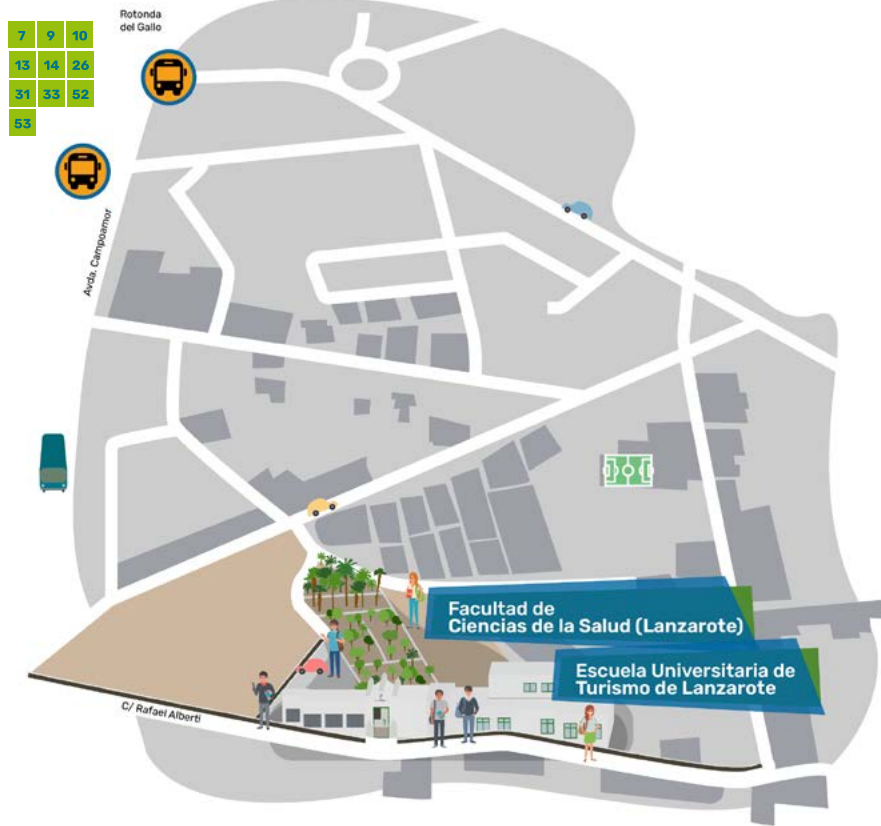 Rotonda
del Gallo
7 9 10
13 14 26
31 33 52
53
Avda. Campoamor
Facultad de
Ciencias de la Salud (Lanzarote)
Escuela Universitaria de
Turismo de Lanzarote
C/ Rafael Alberti